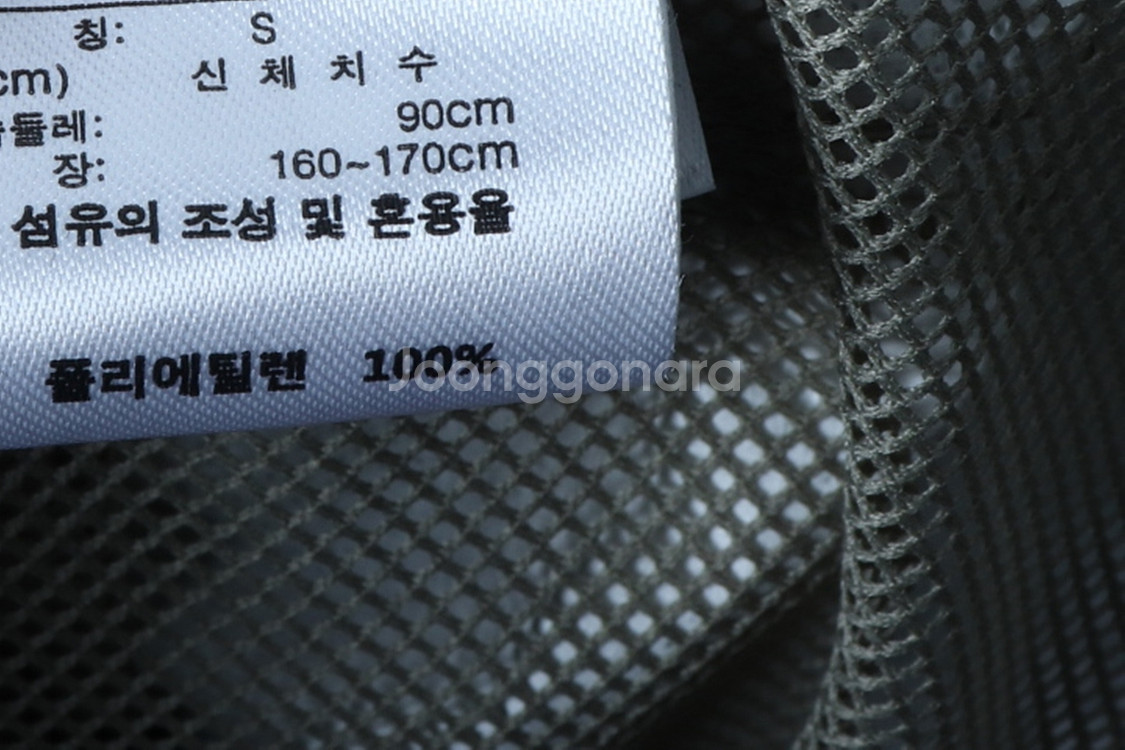 칭: S
cm) 신 체 치 수
둘레: 90cm
장: 160~170cm
섬유의 조성 및 혼용율
폴리에틸렌 100%
Joonggonara